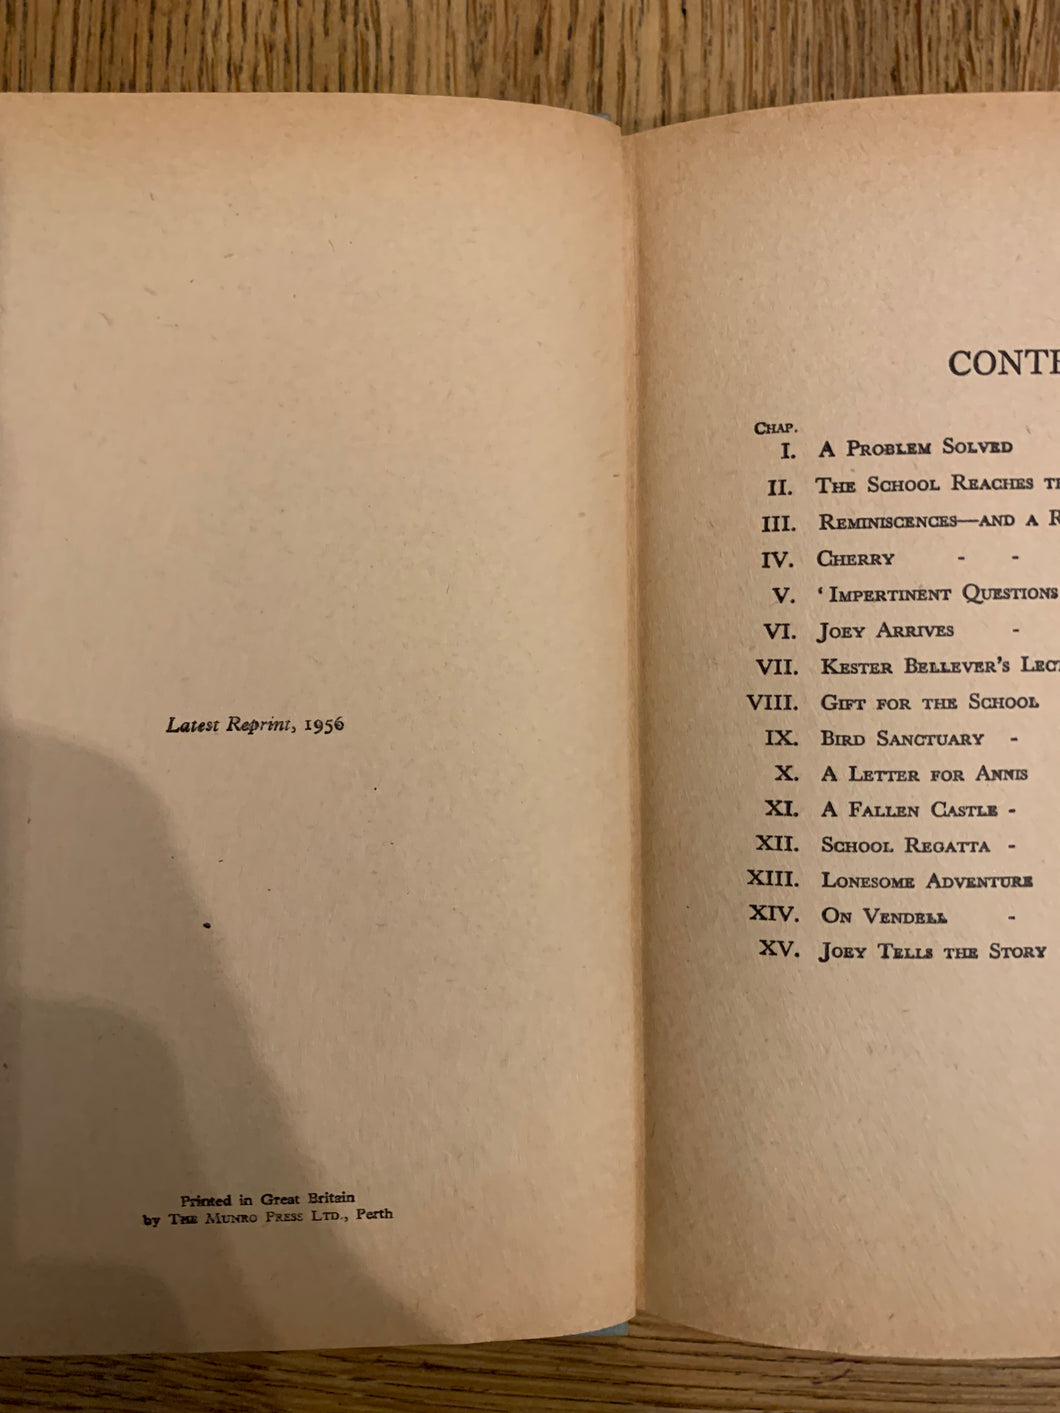 Latest Reprint, 1956
Printed in Great Britain
by THE MUNRO PRESS LTD., Perth
CONTE
CHAP.
I. A PROBLEM SOLVED
II. THE SCHOOL REACHES T
III. REMINISCENCES—AND A R
IV. CHERRY - -
V. ‘ IMPERTINENT QUESTIONS
VI. JOEY ARRIVES -
VII. KESTER BELLEVER’S LEC
VIII. GIFT FOR THE SCHOOL
IX. BIRD SANCTUARY -
X. A LETTER FOR ANNIS
XI. A FALLEN CASTLE -
XII. SCHOOL REGATTA -
XIII. LONESOME ADVENTURE
XIV. ON VENDELL -
XV. JOEY TELLS THE STORY